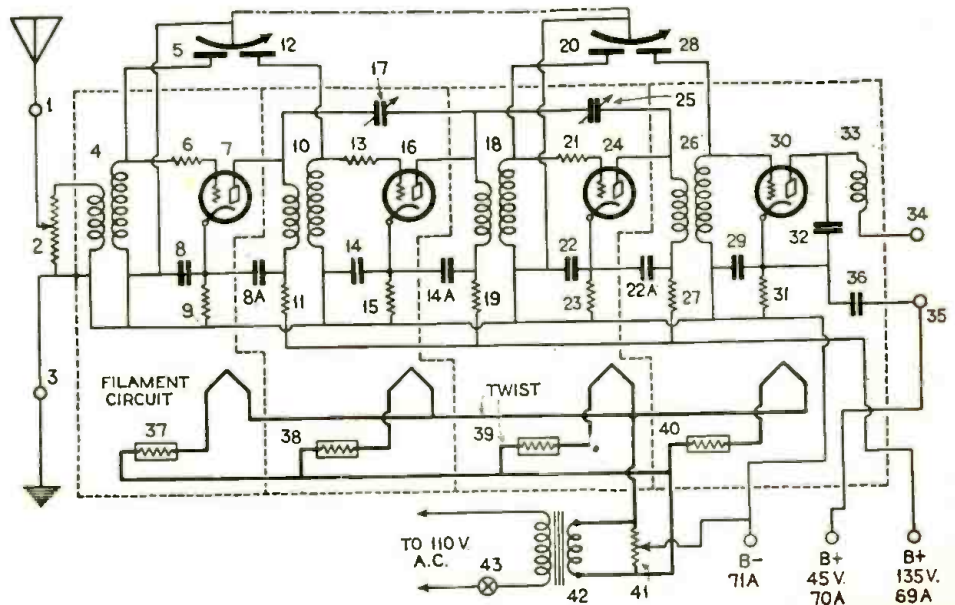 5 12 20 28
17 25
1
4 6 7 10 13 16 18 21 24 26 30 33
2
34
32
8 8A 14 14A 22 22A 29 36
9 11 15 19 23 27 31 35
3
FILAMENT
CIRCUIT
TWIST
37 38 39 40
TO 110 V.
A.C.
43 42 41
B-
71A
B+
45 V.
70A
B+
135V.
69A